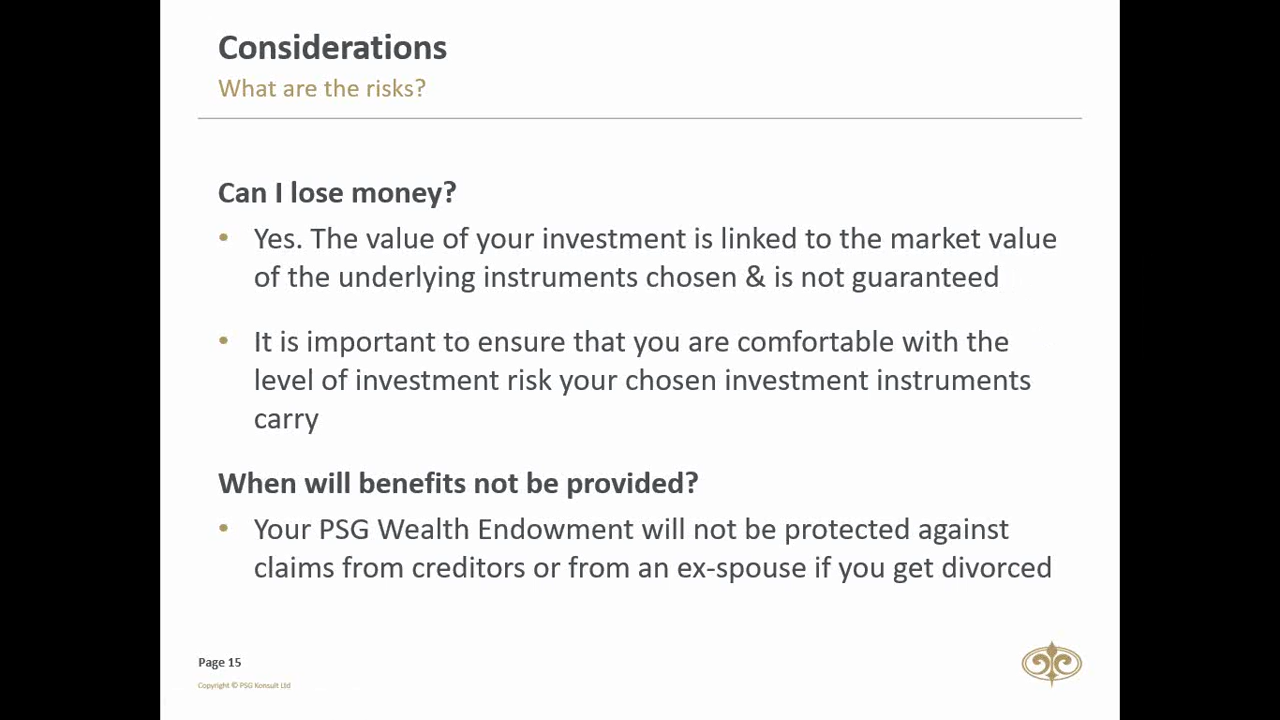 Considerations
What are the risks?
Can I lose money?
• Yes. The value of your investment is linked to the market value
of the underlying instruments chosen & is not guaranteed
• It is important to ensure that you are comfortable with the
level of investment risk your chosen investment instruments
carry
When will benefits not be provided?
• Your PSG Wealth Endowment will not be protected against
claims from creditors or from an ex-spouse if you get divorced
Page 15
Copyright © PSG Konsult Ltd